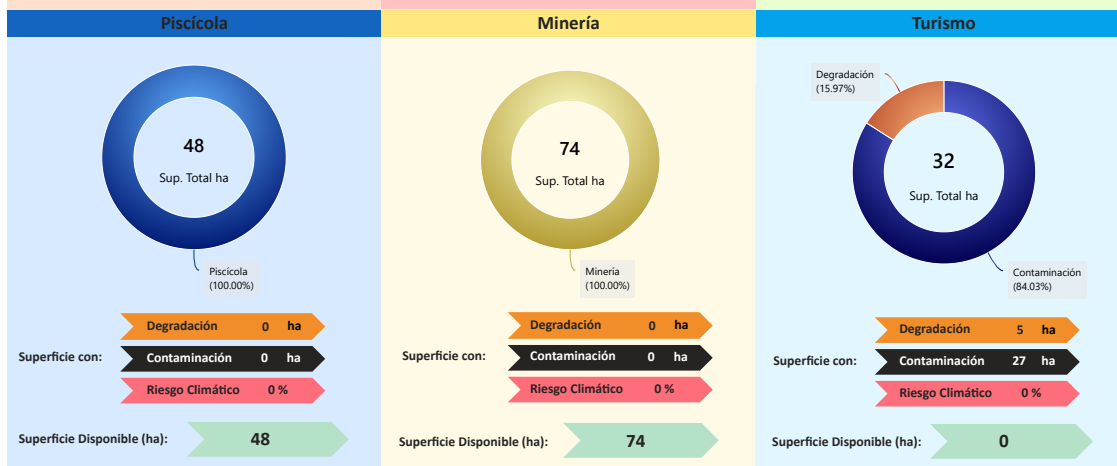 Piscícola
48
Sup. Total ha
Piscícola
(100.00%)
Superficie con:
Degradación 0 ha
Contaminación 0 ha
Riesgo Climático 0 %
Superficie Disponible (ha): 48
Minería
74
Sup. Total ha
Minería
(100.00%)
Superficie con:
Degradación 0 ha
Contaminación 0 ha
Riesgo Climático 0 %
Superficie Disponible (ha): 74
Turismo
Degradación
(15.97%)
32
Sup. Total ha
Contaminación
(84.03%)
Superficie con:
Degradación 5 ha
Contaminación 27 ha
Riesgo Climático 0 %
Superficie Disponible (ha): 0